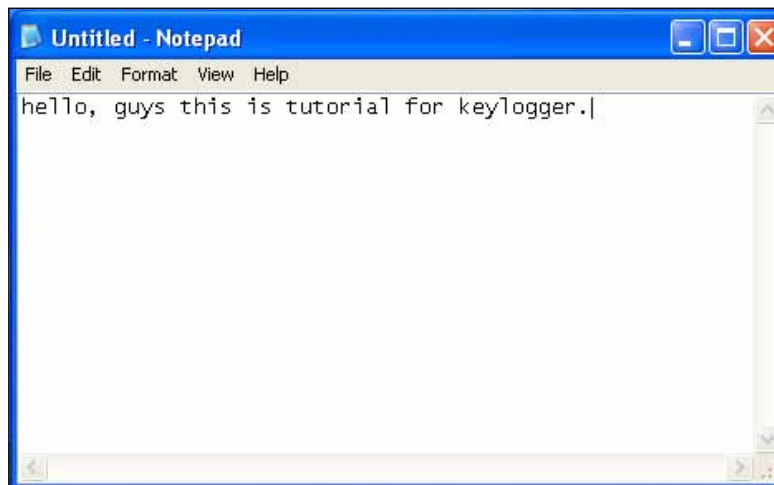 Untitled - Notepad
File Edit Format View Help
hello, guys this is tutorial for keylogger.